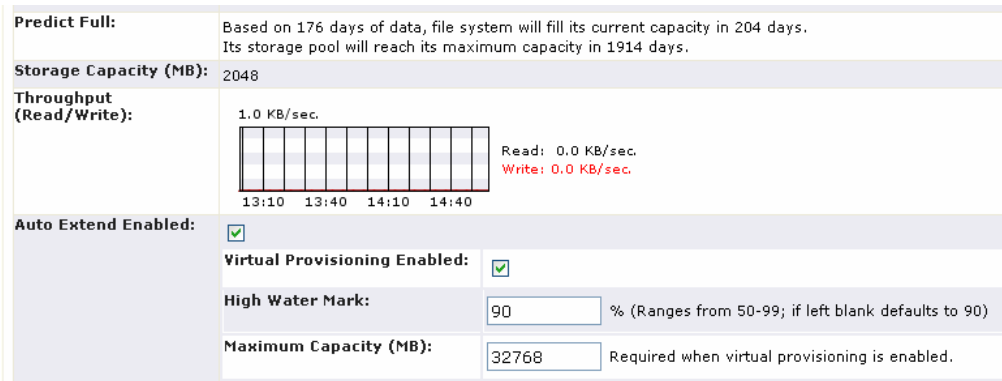 Predict Full: Based on 176 days of data, file system will fill its current capacity in 204 days.
Its storage pool will reach its maximum capacity in 1914 days.
Storage Capacity (MB): 2048
Throughput
(Read/Write):
1.0 KB/sec.
Read: 0.0 KB/sec.
Write: 0.0 KB/sec.
13:10 13:40 14:10 14:40
Auto Extend Enabled:
Virtual Provisioning Enabled:
High Water Mark: 90 % (Ranges from 50-99; if left blank defaults to 90)
Maximum Capacity (MB): 32768 Required when virtual provisioning is enabled.